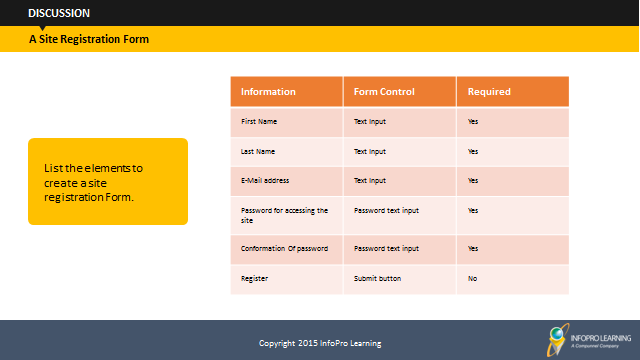 DISCUSSION
A Site Registration Form
List the elements to
create a site
registration Form.
Information Form Control Required
First Name Text Input Yes
Last Name Text Input Yes
E-Mail address Text Input Yes
Password for accessing the
site Password text input Yes
Conformation Of password Password text input Yes
Register Submit button No
Copyright 2015 InfoPro Learning
INFOPRO LEARNING
A Compunnel Company